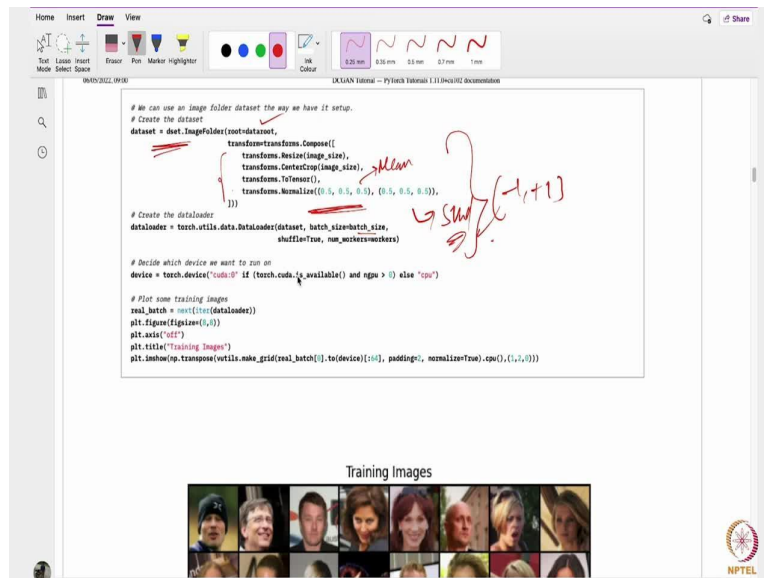 Home Insert Draw View
Share
Text Mode Lasso Select Insert Space Eraser Pen Marker Highlighter Ink Colour 0.25 mm 0.35 mm 0.5 mm 0.7 mm 1 mm
06/05/2022, 09:00 DCGAN Tutorial — PyTorch Tutorials 1.11.0+cu102 documentation
# We can use an image folder dataset the way we have it setup.
# Create the dataset
dataset = dset.ImageFolder(root=dataroot,
transform=transforms.Compose([
transforms.Resize(image_size),
transforms.CenterCrop(image_size),
Mean
transforms.ToTensor(),
transforms.Normalize((0.5, 0.5, 0.5), (0.5, 0.5, 0.5)),
(-1,+1)
]))
# Create the dataloader
dataloader = torch.utils.data.DataLoader(dataset, batch_size=batch_size,
shuffle=True, num_workers=workers)
# Decide which device we want to run on
device = torch.device("cuda:0" if (torch.cuda.is_available() and ngpu > 0) else "cpu")
# Plot some training images
real_batch = next(iter(dataloader))
plt.figure(figsize=(8,8))
plt.axis("off")
plt.title("Training Images")
plt.imshow(np.transpose(vutils.make_grid(real_batch[0].to(device)[:64], padding=2, normalize=True).cpu(),(1,2,0)))
Training Images
NPTEL